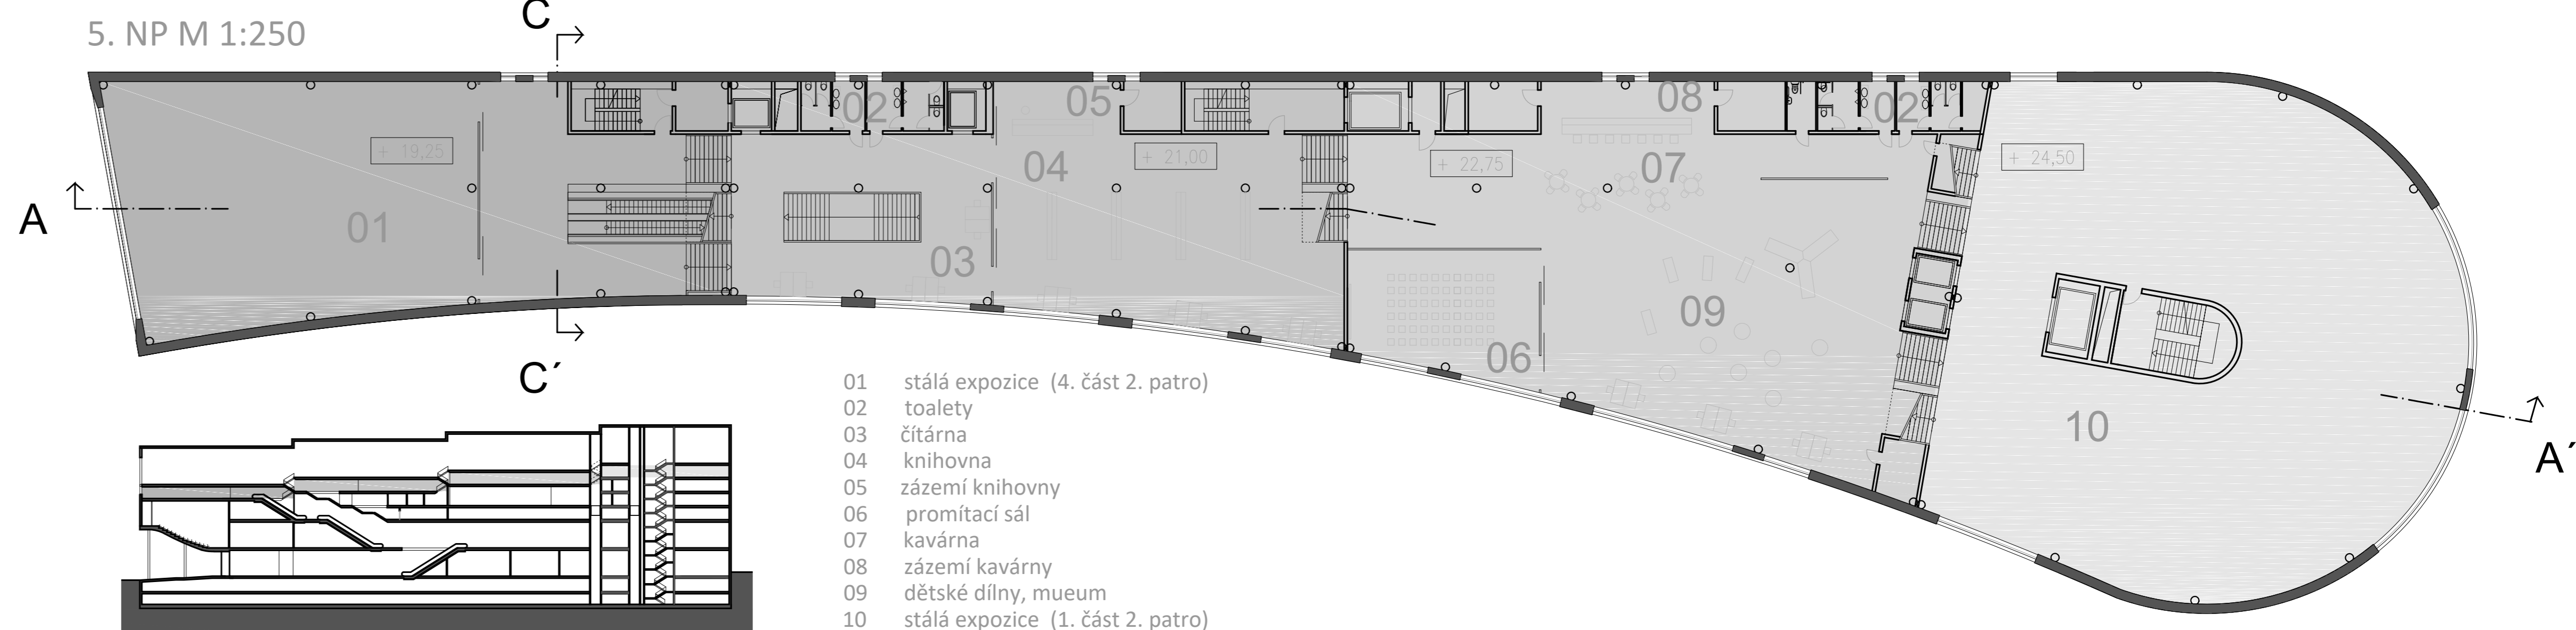 C
5. NP M 1:250
02
05
08
02
+ 19,25
04
+ 21,00
+ 22,75
07
+ 24,50
A
01
03
09
06
10
C´
A´
01 stálá expozice (4. část 2. patro)
02 toalety
03 čítárna
04 knihovna
05 zázemí knihovny
06 promítací sál
07 kavárna
08 zázemí kavárny
09 dětské dílny, mueum
10 stálá expozice (1. část 2. patro)